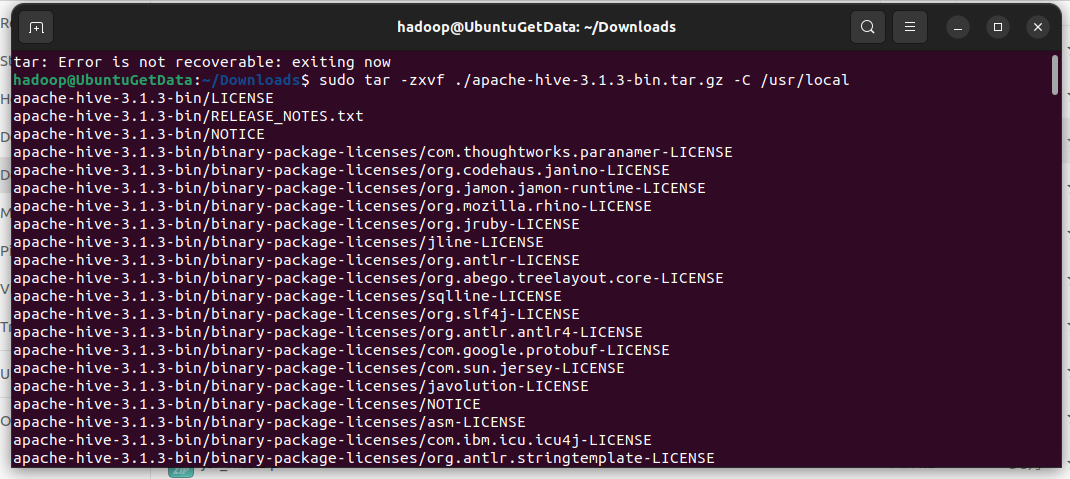 hadoop@UbuntuGetData: ~/Downloads
tar: Error is not recoverable: exiting now
hadoop@UbuntuGetData:~/Downloads$ sudo tar -zxvf ./apache-hive-3.1.3-bin.tar.gz -C /usr/local
apache-hive-3.1.3-bin/LICENSE
apache-hive-3.1.3-bin/RELEASE_NOTES.txt
apache-hive-3.1.3-bin/NOTICE
apache-hive-3.1.3-bin/binary-package-licenses/com.thoughtworks.paranamer-LICENSE
apache-hive-3.1.3-bin/binary-package-licenses/org.codehaus.janino-LICENSE
apache-hive-3.1.3-bin/binary-package-licenses/org.jamon.jamon-runtime-LICENSE
apache-hive-3.1.3-bin/binary-package-licenses/org.mozilla.rhino-LICENSE
apache-hive-3.1.3-bin/binary-package-licenses/org.jruby-LICENSE
apache-hive-3.1.3-bin/binary-package-licenses/jline-LICENSE
apache-hive-3.1.3-bin/binary-package-licenses/org.antlr-LICENSE
apache-hive-3.1.3-bin/binary-package-licenses/org.abego.treelayout.core-LICENSE
apache-hive-3.1.3-bin/binary-package-licenses/sqlline-LICENSE
apache-hive-3.1.3-bin/binary-package-licenses/org.slf4j-LICENSE
apache-hive-3.1.3-bin/binary-package-licenses/org.antlr.antlr4-LICENSE
apache-hive-3.1.3-bin/binary-package-licenses/com.google.protobuf-LICENSE
apache-hive-3.1.3-bin/binary-package-licenses/com.sun.jersey-LICENSE
apache-hive-3.1.3-bin/binary-package-licenses/javolution-LICENSE
apache-hive-3.1.3-bin/binary-package-licenses/NOTICE
apache-hive-3.1.3-bin/binary-package-licenses/asm-LICENSE
apache-hive-3.1.3-bin/binary-package-licenses/com.ibm.icu.icu4j-LICENSE
apache-hive-3.1.3-bin/binary-package-licenses/org.antlr.stringtemplate-LICENSE